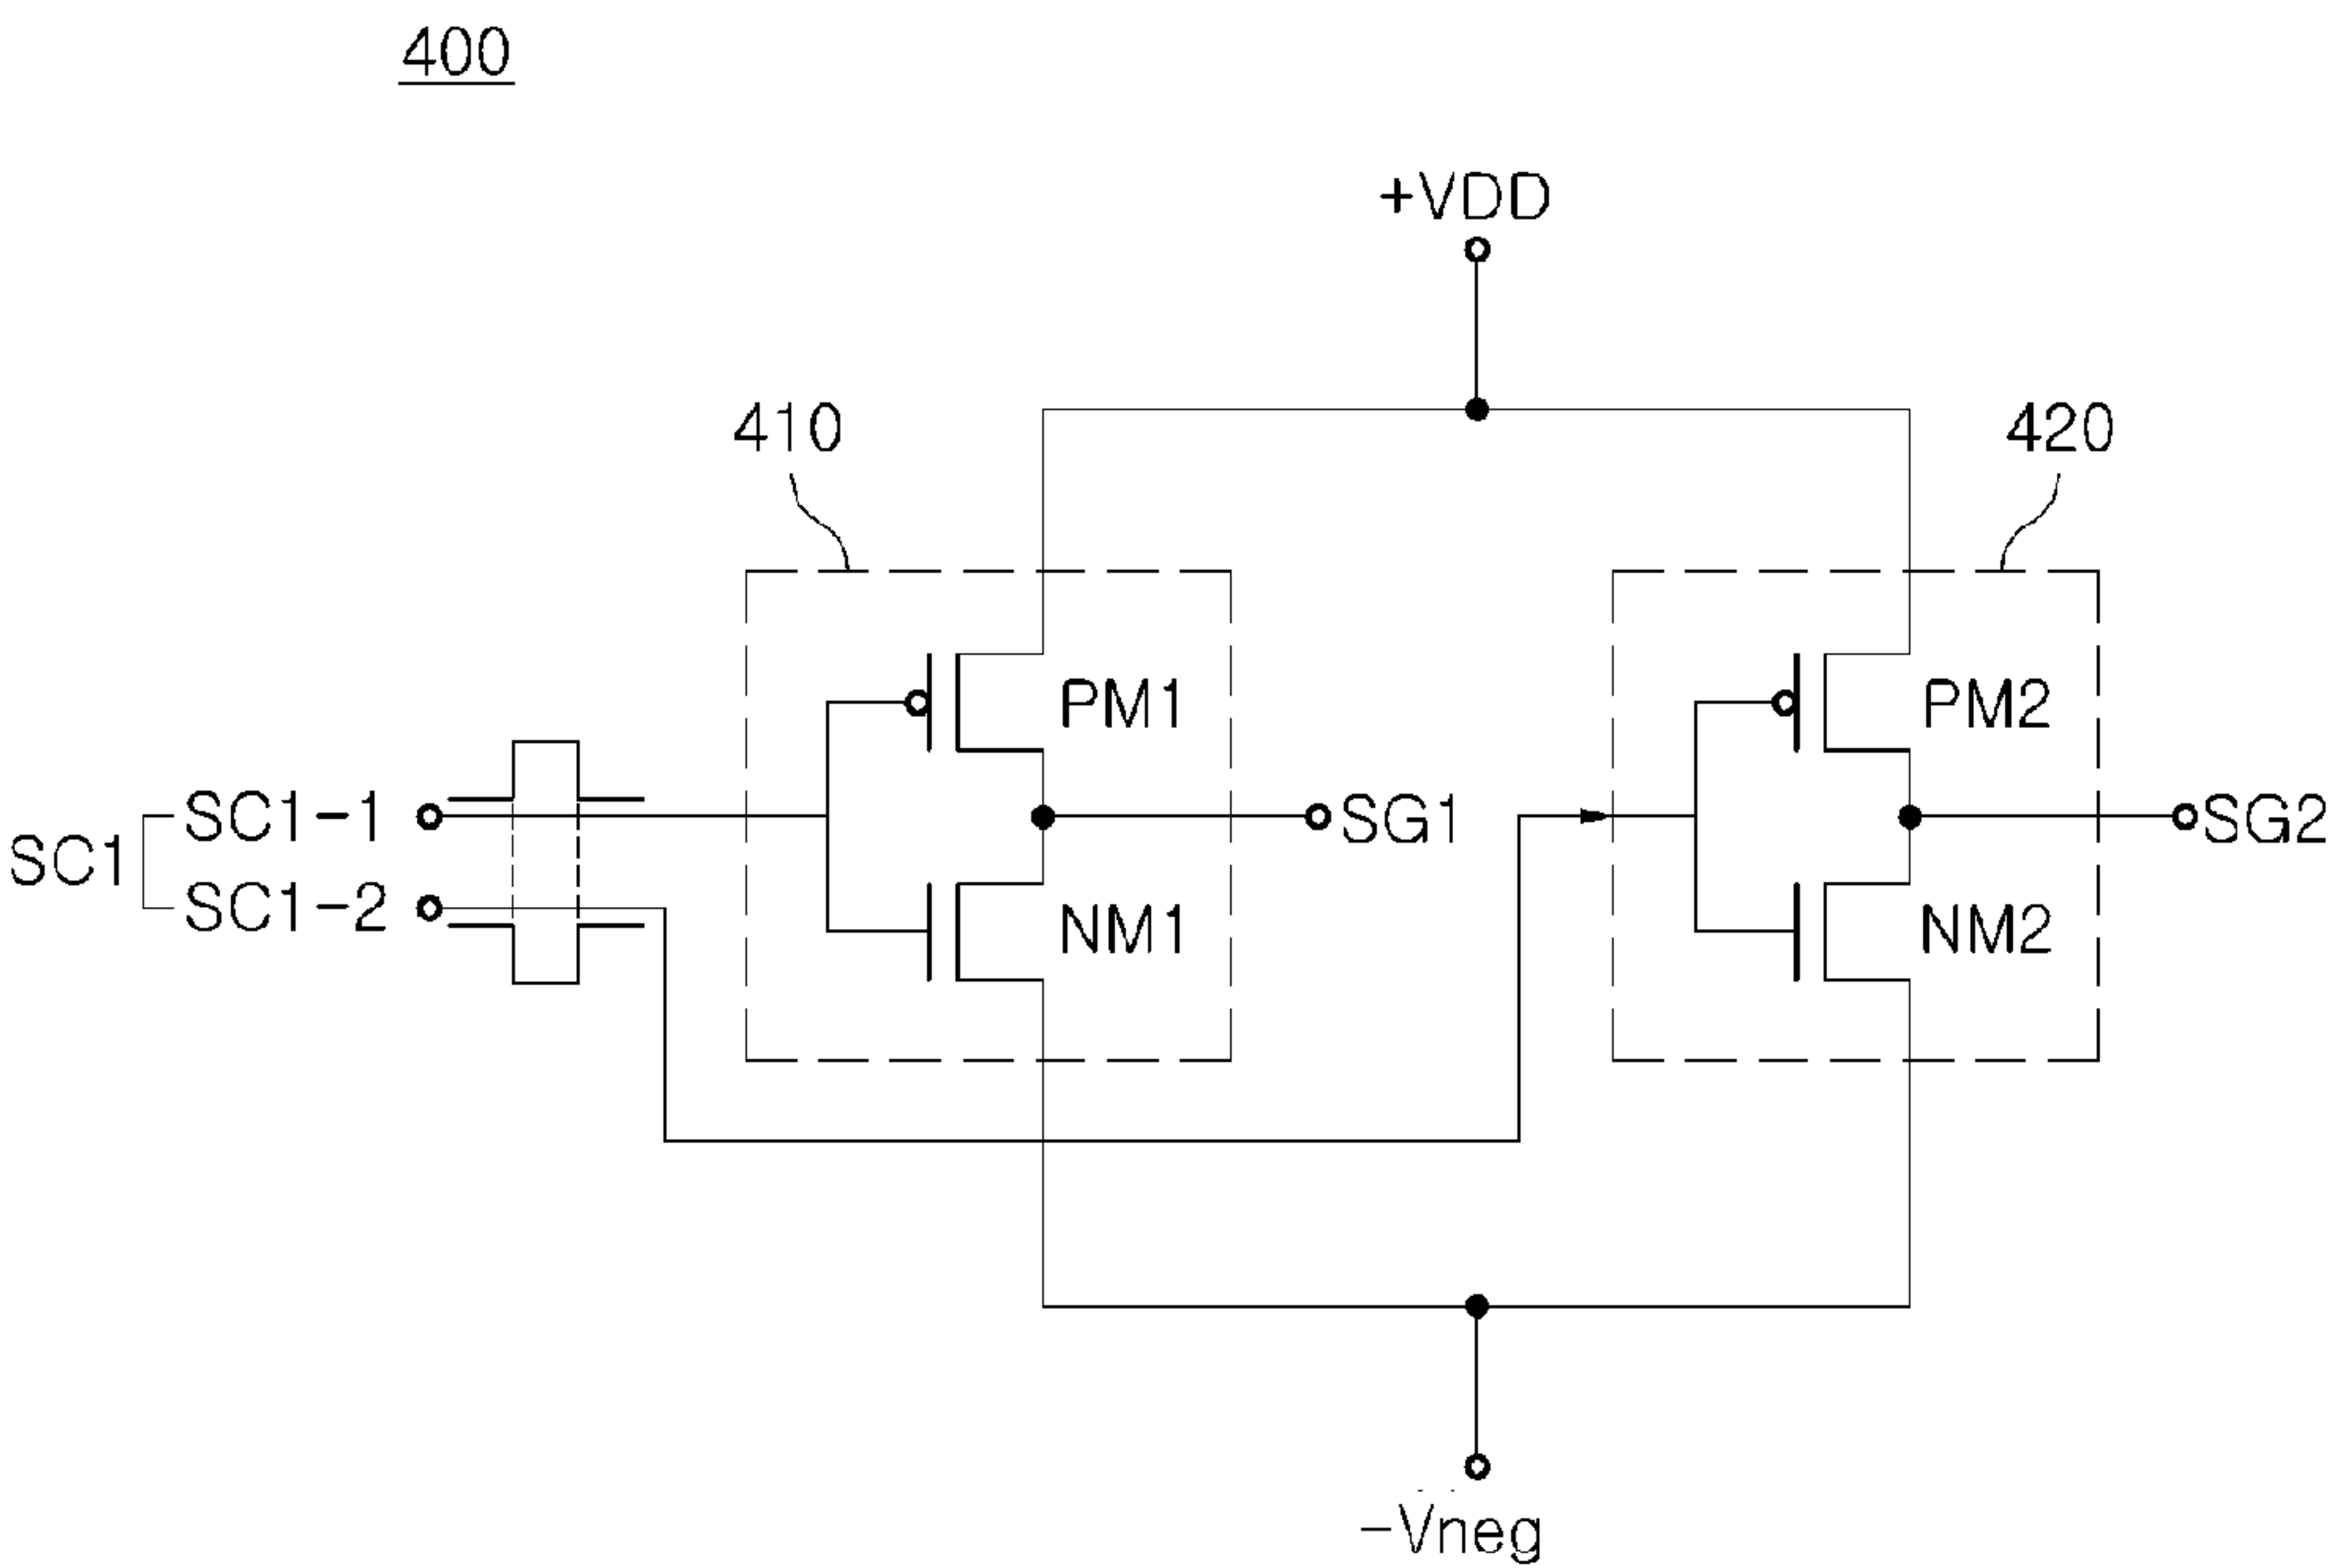 400
+VDD
410
420
PM1
PM2
SC1
SC1-1
SG1
SG2
SC1-2
NM1
NM2
-Vneg